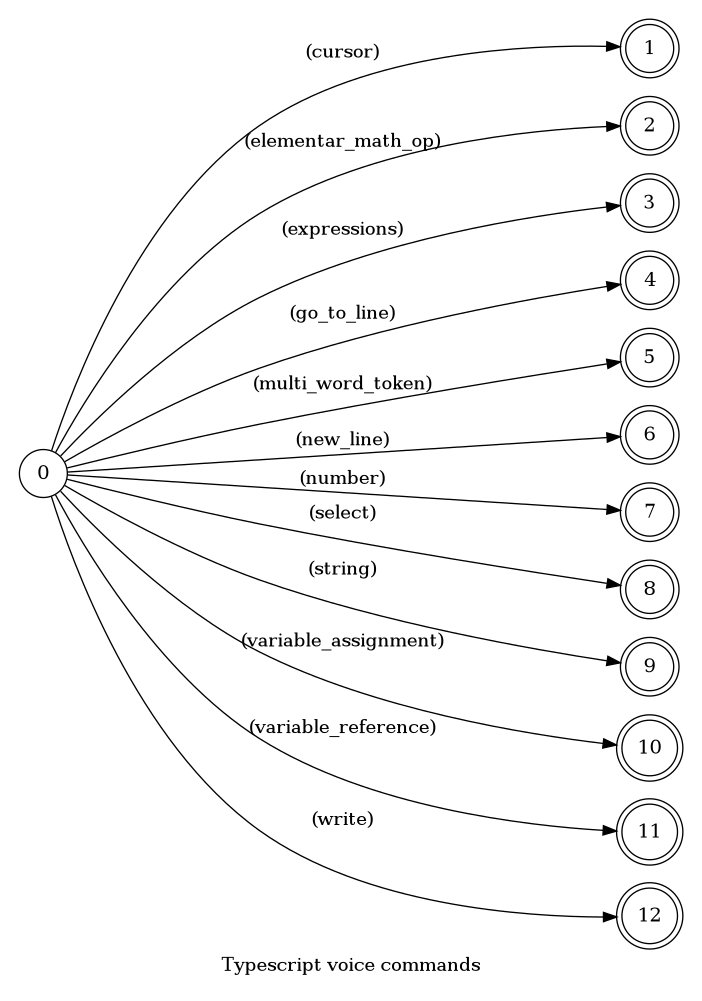 (cursor)
1
(elementar_math_op)
2
(expressions)
3
(go_to_line)
4
(multi_word_token)
5
(new_line)
6
0
(number)
7
(select)
8
(string)
9
(variable_assignment)
10
(variable_reference)
11
(write)
12
Typescript voice commands